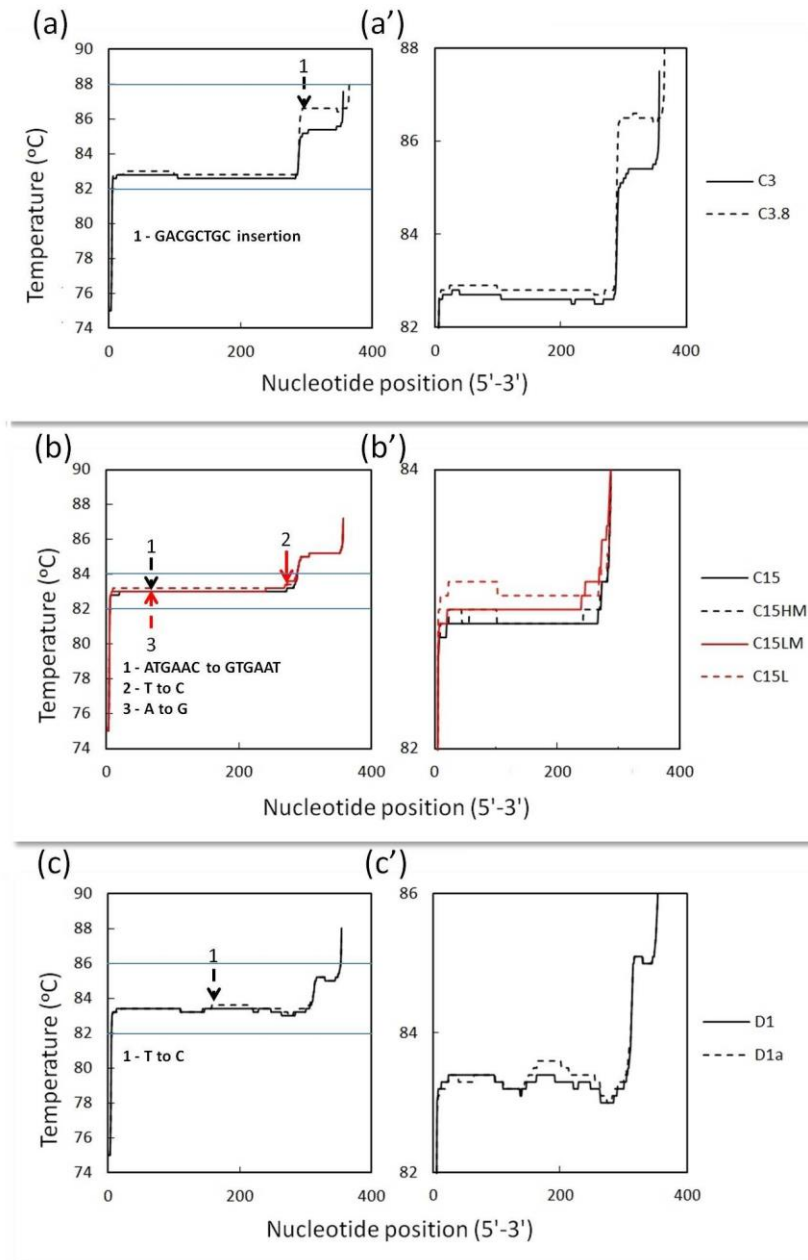 (a)
(a')
90
88
86
84
82
80
78
76
74
Temperature (ºC)
1
1 - GACGCTGC insertion
0
200
400
88
86
84
82
0
200
400
C3
C3.8
Nucleotide position (5'-3')
(b)
(b')
90
88
86
84
82
80
78
76
74
Temperature (ºC)
1
2
3
1 - ATGAAC to GTGAAT
2 - T to C
3 - A to G
0
200
400
84
82
0
200
400
C15
C15HM
C15LM
C15L
Nucleotide position (5'-3')
(c)
(c')
90
88
86
84
82
80
78
76
74
Temperature (ºC)
1
1 - T to C
0
200
400
86
84
82
0
200
400
D1
D1a
Nucleotide position (5'-3')